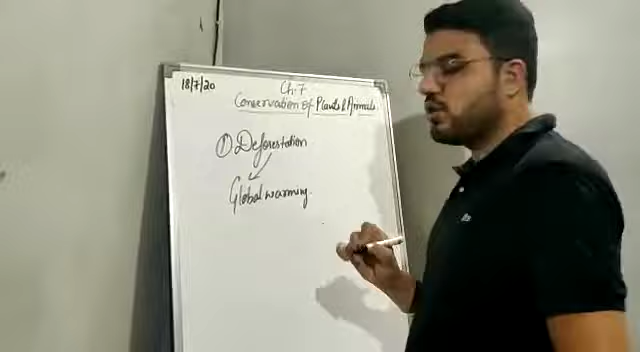 18/7/20
Ch:7
Conservation of Plants & Animals
① Deforestation
Global warming.